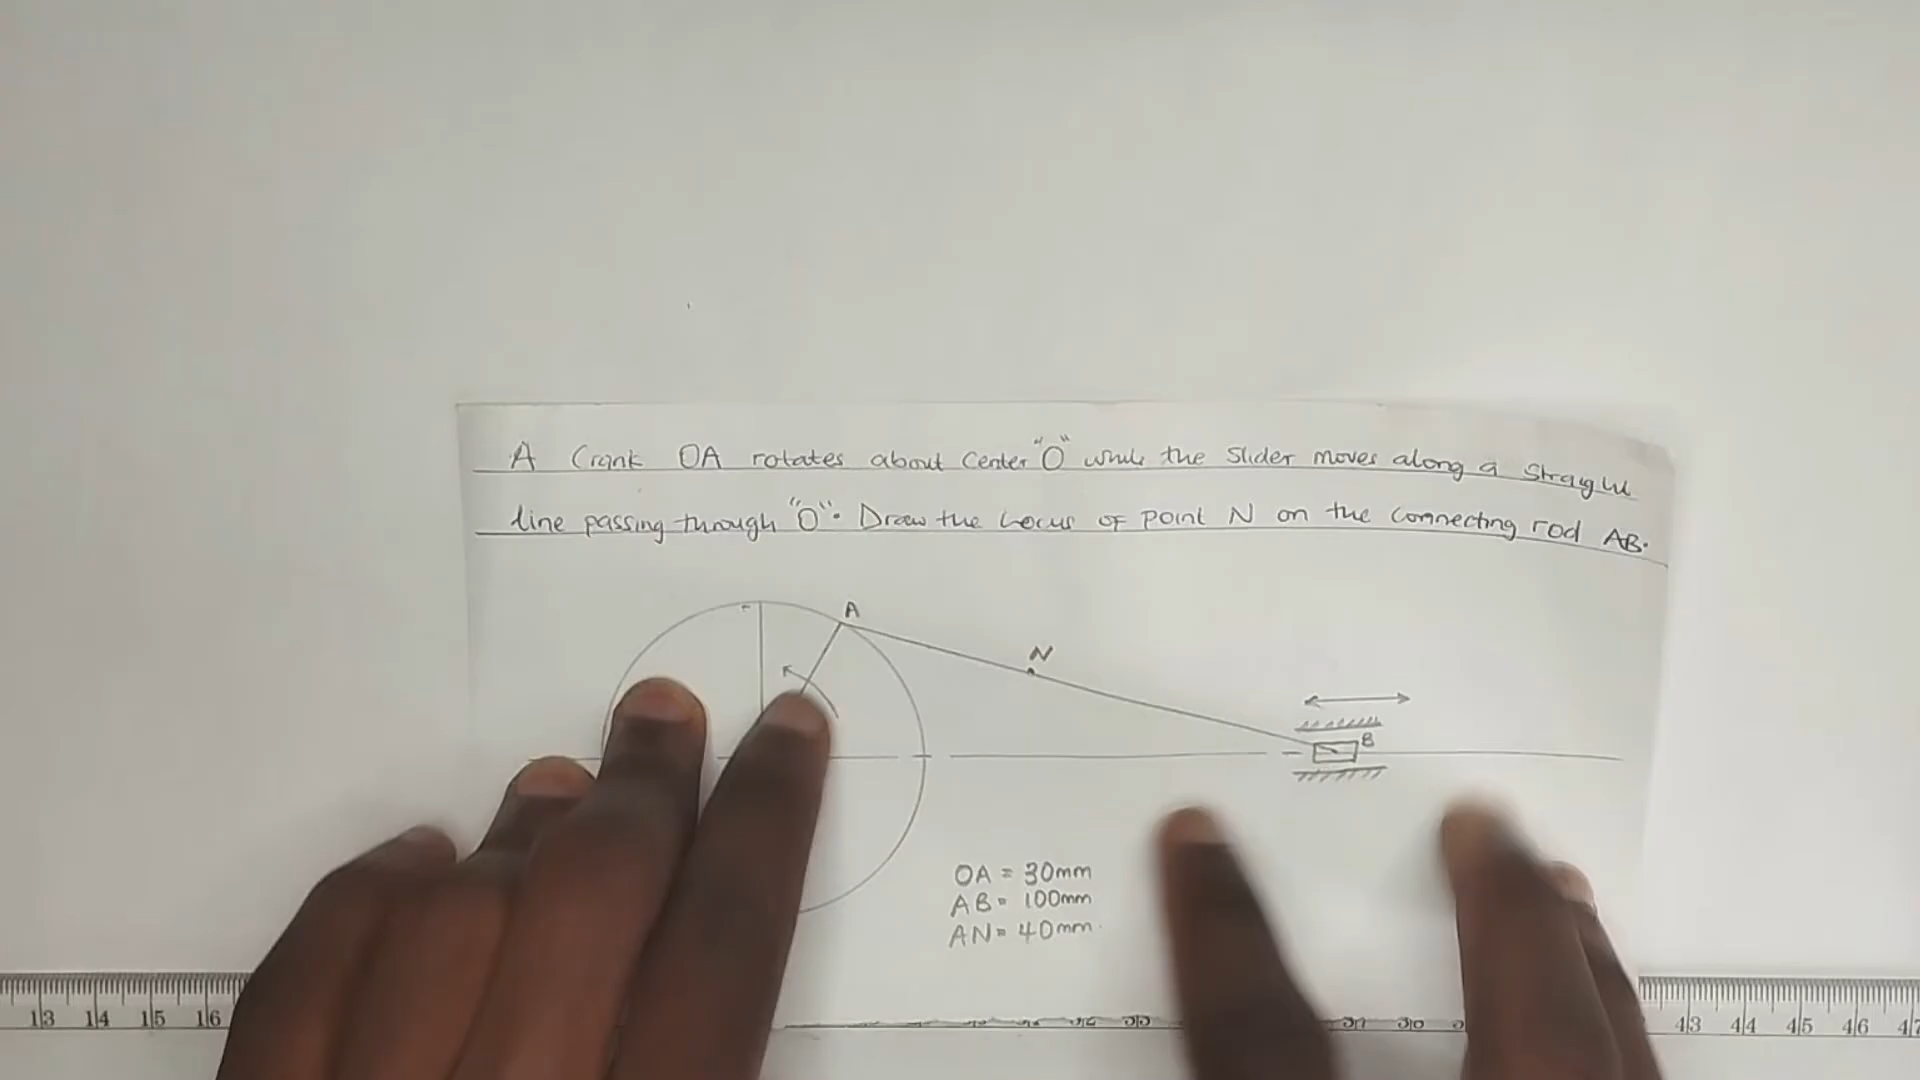 A Crank OA rotates about Center "O" while the Slider moves along a Straight
line passing through "O". Draw the Locus of point N on the connecting rod AB.
A
N
B
OA = 30mm
AB = 100mm
AN = 40mm.
13 14 15 16
43 44 45 46 47